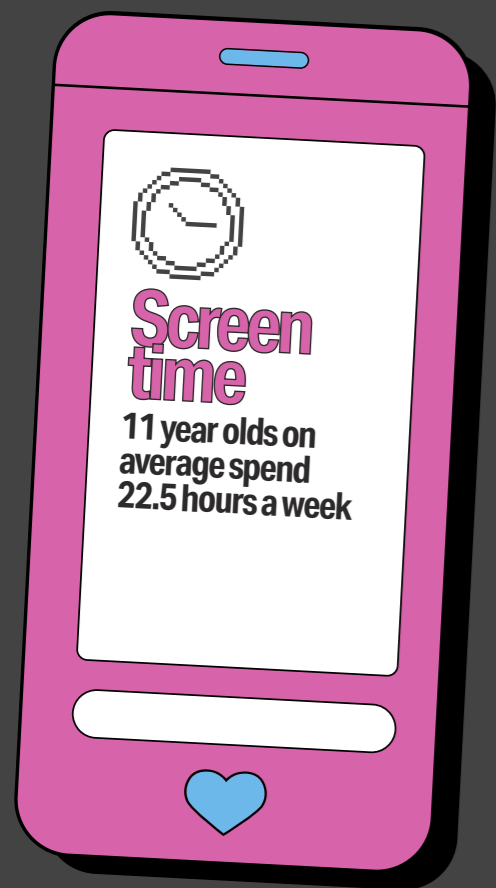 Screen
time
11 year olds on
average spend
22.5 hours a week